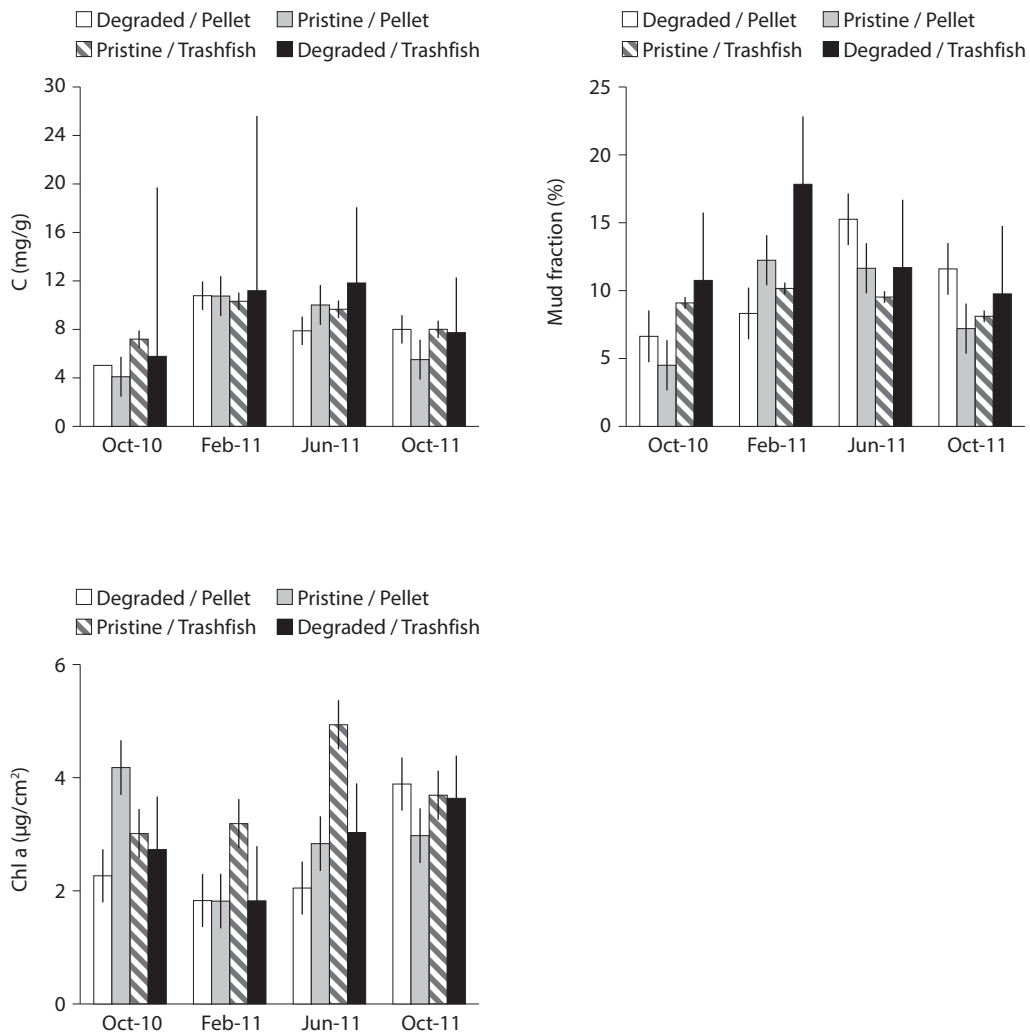 Degraded / Pellet Pristine / Pellet
Pristine / Trashfish Degraded / Trashfish
30
24
20
16
12
8
4
0
C (mg/g)
Oct-10 Feb-11 Jun-11 Oct-11
Degraded / Pellet Pristine / Pellet
Pristine / Trashfish Degraded / Trashfish
25
20
15
10
5
0
Mud fraction (%)
Oct-10 Feb-11 Jun-11 Oct-11
Degraded / Pellet Pristine / Pellet
Pristine / Trashfish Degraded / Trashfish
6
4
2
0
Chl a (µg/cm²)
Oct-10 Feb-11 Jun-11 Oct-11